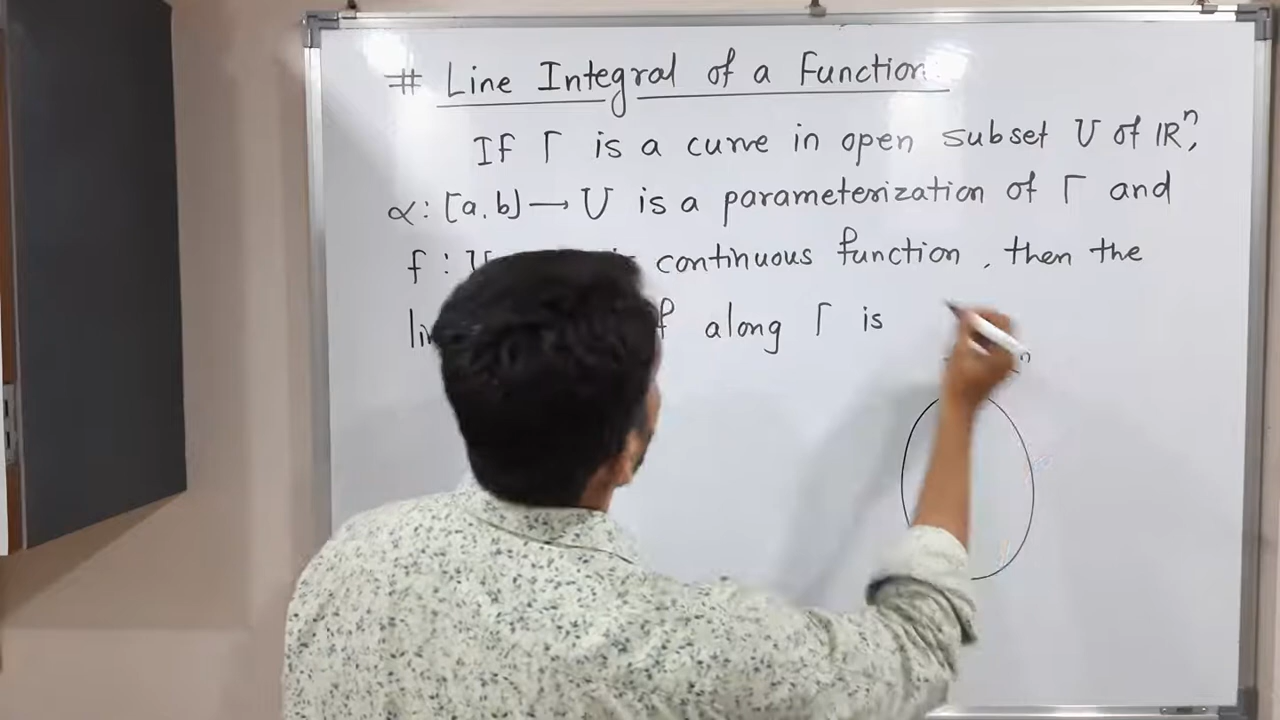 # Line Integral of a Function
If Γ is a curve in open subset U of ℝⁿ,
α : [a, b] → U is a parameterization of Γ and
f : U continuous function, then the
f along Γ is
n